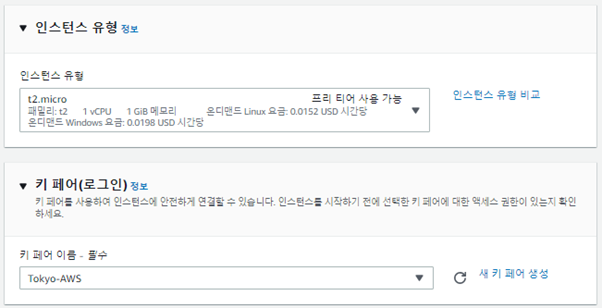 인스턴스 유형 정보
인스턴스 유형
t2.micro 프리 티어 사용 가능
패밀리: t2 1 vCPU 1 GiB 메모리 온디맨드 Linux 요금: 0.0152 USD 시간당
온디맨드 Windows 요금: 0.0198 USD 시간당
인스턴스 유형 비교
키 페어(로그인) 정보
키 페어를 사용하여 인스턴스에 안전하게 연결할 수 있습니다. 인스턴스를 시작하기 전에 선택한 키 페어에 대한 액세스 권한이 있는지 확인
하세요.
키 페어 이름 - 필수
Tokyo-AWS
새 키 페어 생성